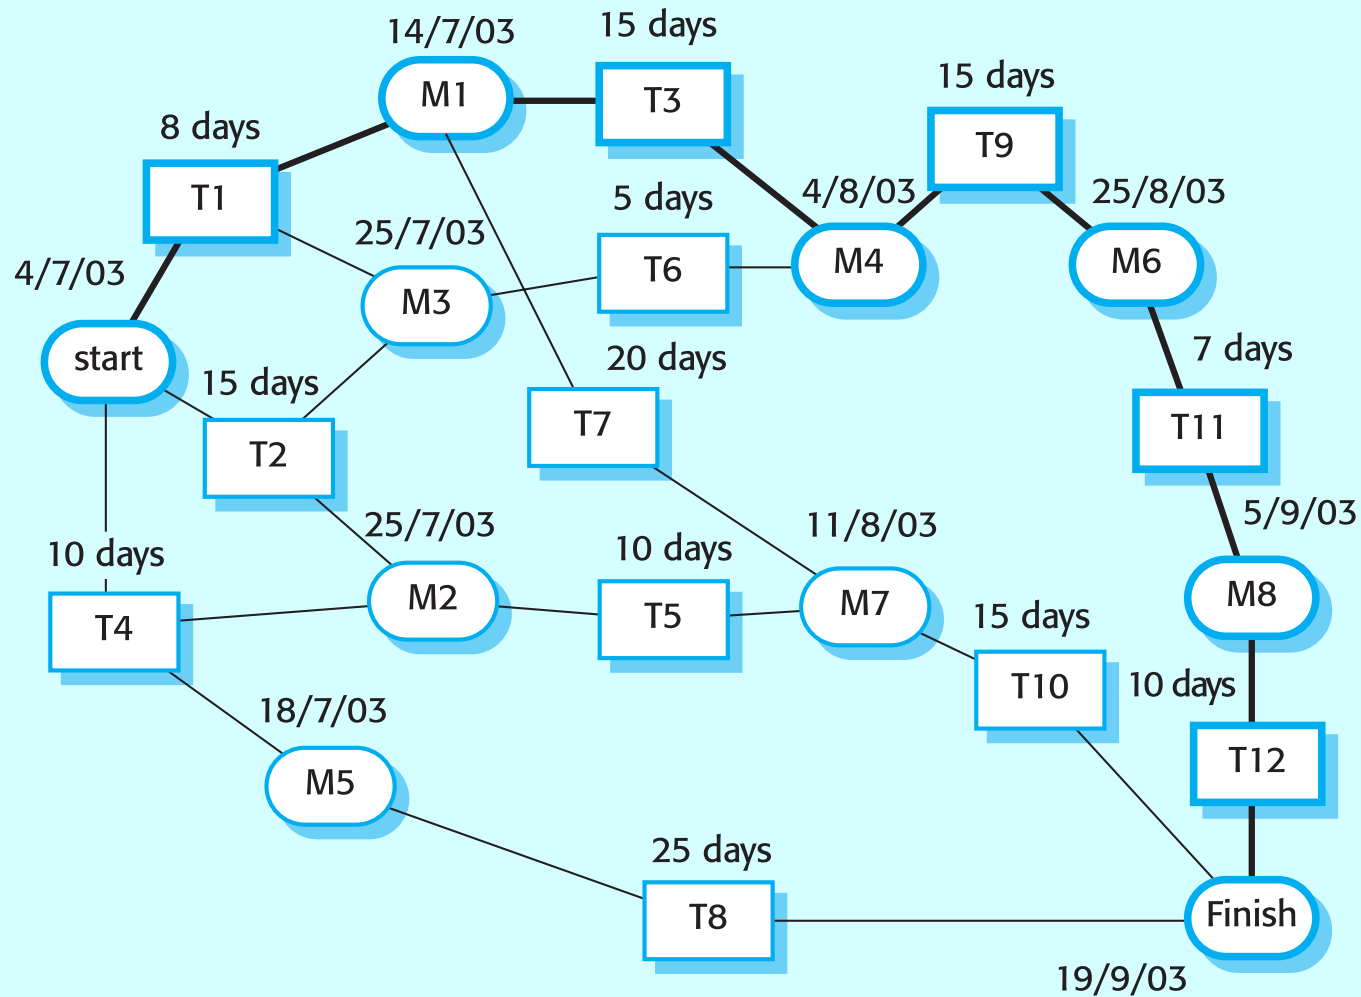 14/7/03
15 days
M1
15 days
T3
8 days
T9
T1
5 days
4/8/03
25/8/03
25/7/03
M4
M6
4/7/03
T6
M3
start
20 days
7 days
15 days
T7
T11
T2
25/7/03
11/8/03
5/9/03
10 days
10 days
M2
M7
M8
T4
T5
15 days
T10
10 days
18/7/03
M5
T12
25 days
T8
Finish
19/9/03